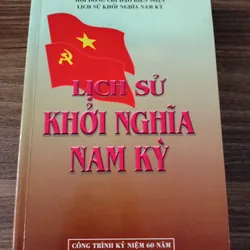 HỘI ĐỒNG CHỈ ĐẠO BIÊN SOẠN
LỊCH SỬ KHỞI NGHĨA NAM KỲ
LỊCH SỬ
KHỞI NGHĨA
NAM KỲ
CÔNG TRÌNH KỶ NIỆM 60 NĂM